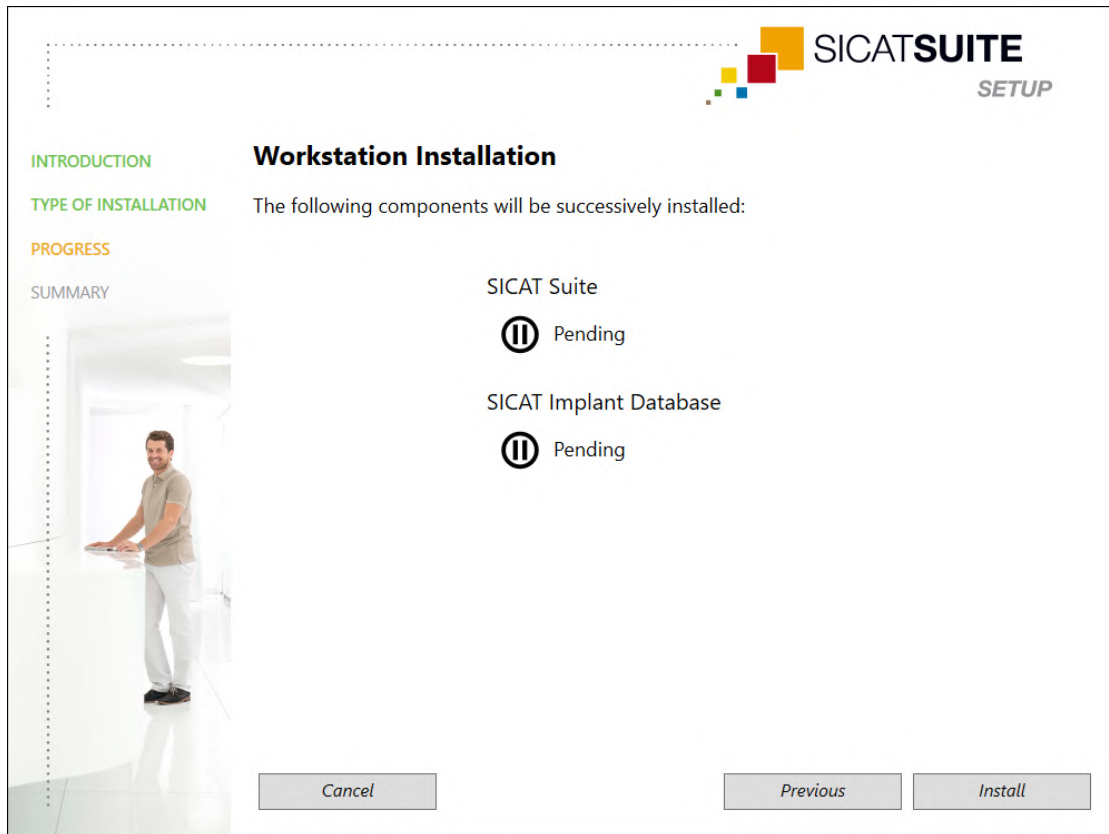 SICATSUITE
SETUP
INTRODUCTION
TYPE OF INSTALLATION
PROGRESS
SUMMARY
Workstation Installation
The following components will be successively installed:
SICAT Suite
Pending
SICAT Implant Database
Pending
Cancel
Previous
Install